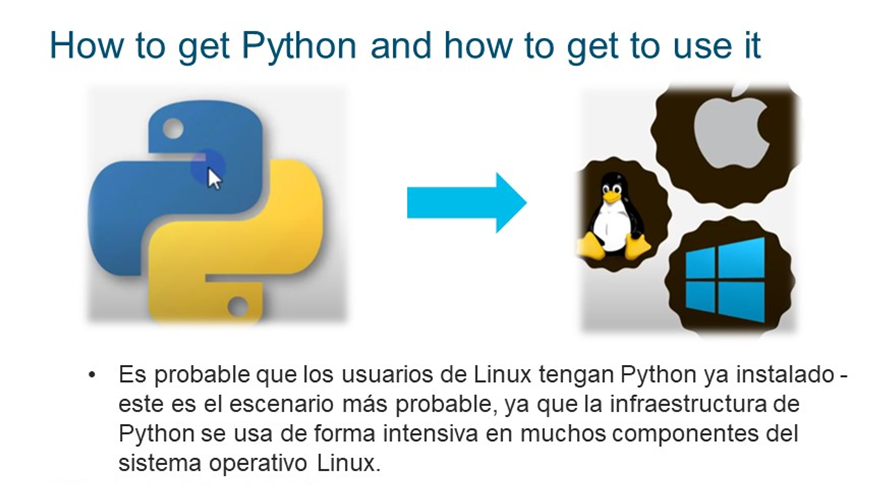 How to get Python and how to get to use it
• Es probable que los usuarios de Linux tengan Python ya instalado -
este es el escenario más probable, ya que la infraestructura de
Python se usa de forma intensiva en muchos componentes del
sistema operativo Linux.